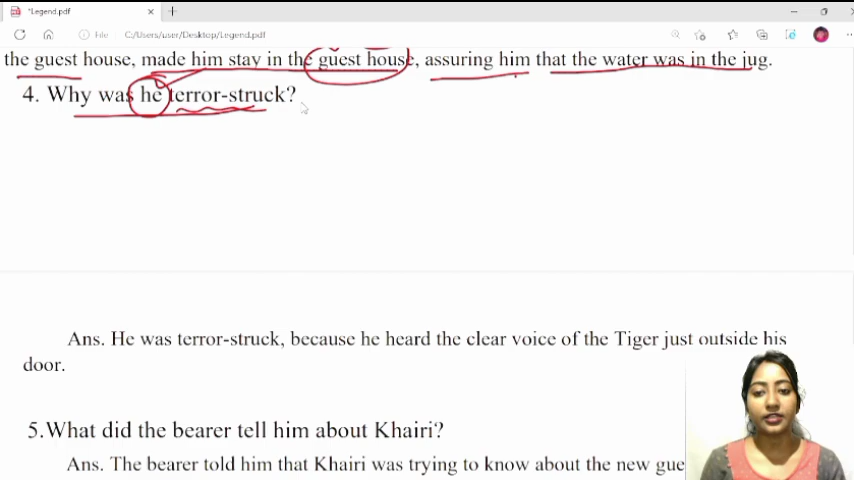 *Legend.pdf
File C:/Users/user/Desktop/Legend.pdf
the guest house, made him stay in the guest house, assuring him that the water was in the jug.
4. Why was he terror-struck?
Ans. He was terror-struck, because he heard the clear voice of the Tiger just outside his
door.
5.What did the bearer tell him about Khairi?
Ans. The bearer told him that Khairi was trying to know about the new gue